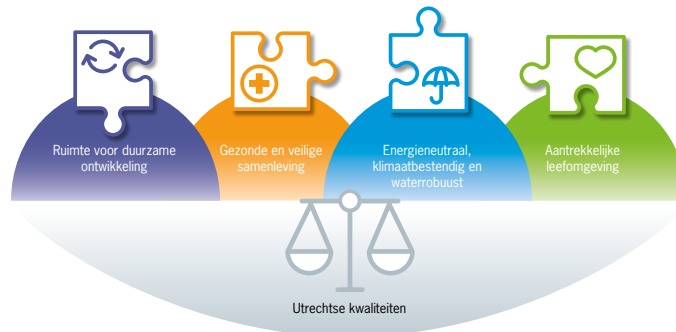 Ruimte voor duurzame
ontwikkeling
Gezonde en veilige
samenleving
Energieneutraal,
klimaatbestendig en
waterrobuust
Aantrekkelijke
leefomgeving
Utrechtse kwaliteiten